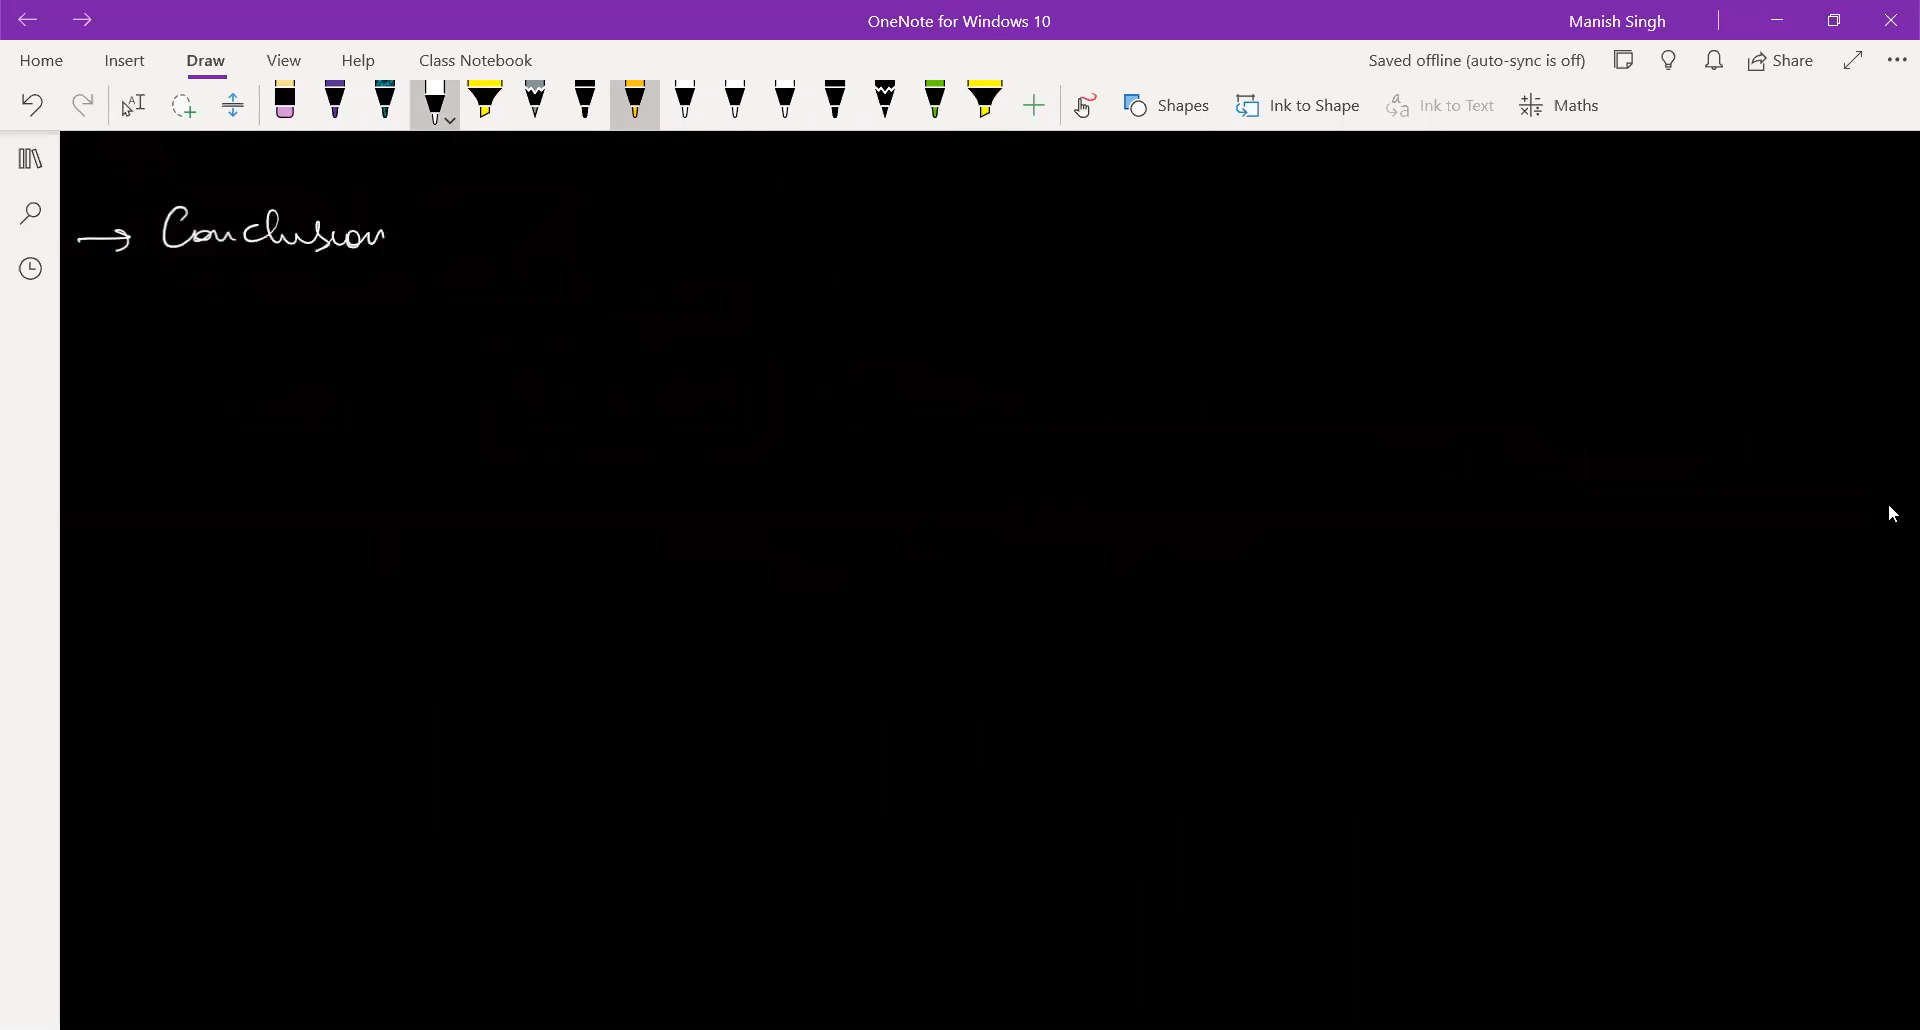 OneNote for Windows 10 Manish Singh
Home Insert Draw View Help Class Notebook Saved offline (auto-sync is off) Share
Shapes Ink to Shape Ink to Text Maths
→ Conclusion